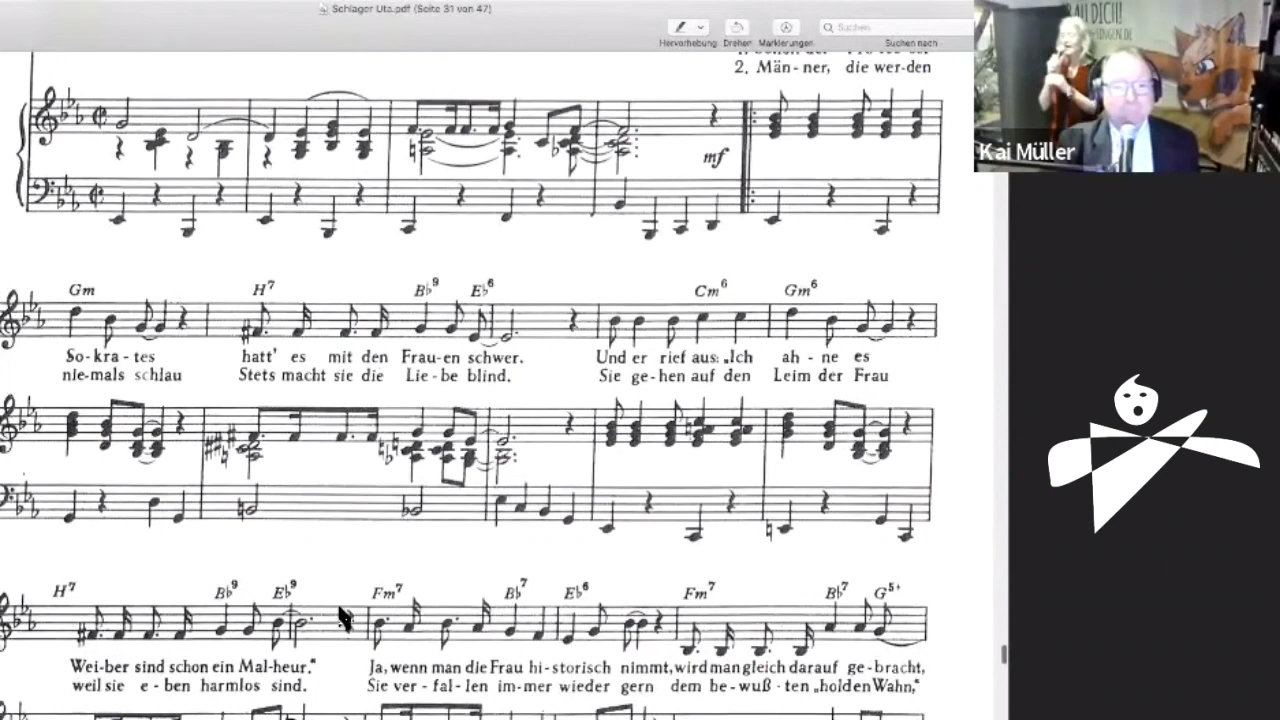 Schlager Uta.pdf (Seite 31 von 47)
Hervorhebung Drehen Markierungen Suchen Suchen nach
2. Män-ner, die wer-den
mf
Gm H7 B♭9 E♭6 Cm6 Gm6
So-kra-tes hatt' es mit den Frau-en schwer. Und er rief aus: „Ich ah-ne es
nie-mals schlau Stets macht sie die Lie-be blind. Sie ge-hen auf den Leim der Frau
H7 B♭9 E♭9 Fm7 B♭7 E♭6 Fm7 B♭7 G5+
Wei-ber sind schon ein Mal-heur.“ Ja, wenn man die Frau hi-storisch nimmt, wird man gleich darauf ge-bracht,
weil sie e-ben harmlos sind. Sie ver-fal-len im-mer wieder gern dem be-wuß-ten „holden Wahn,“
DICH!
Kai Müller